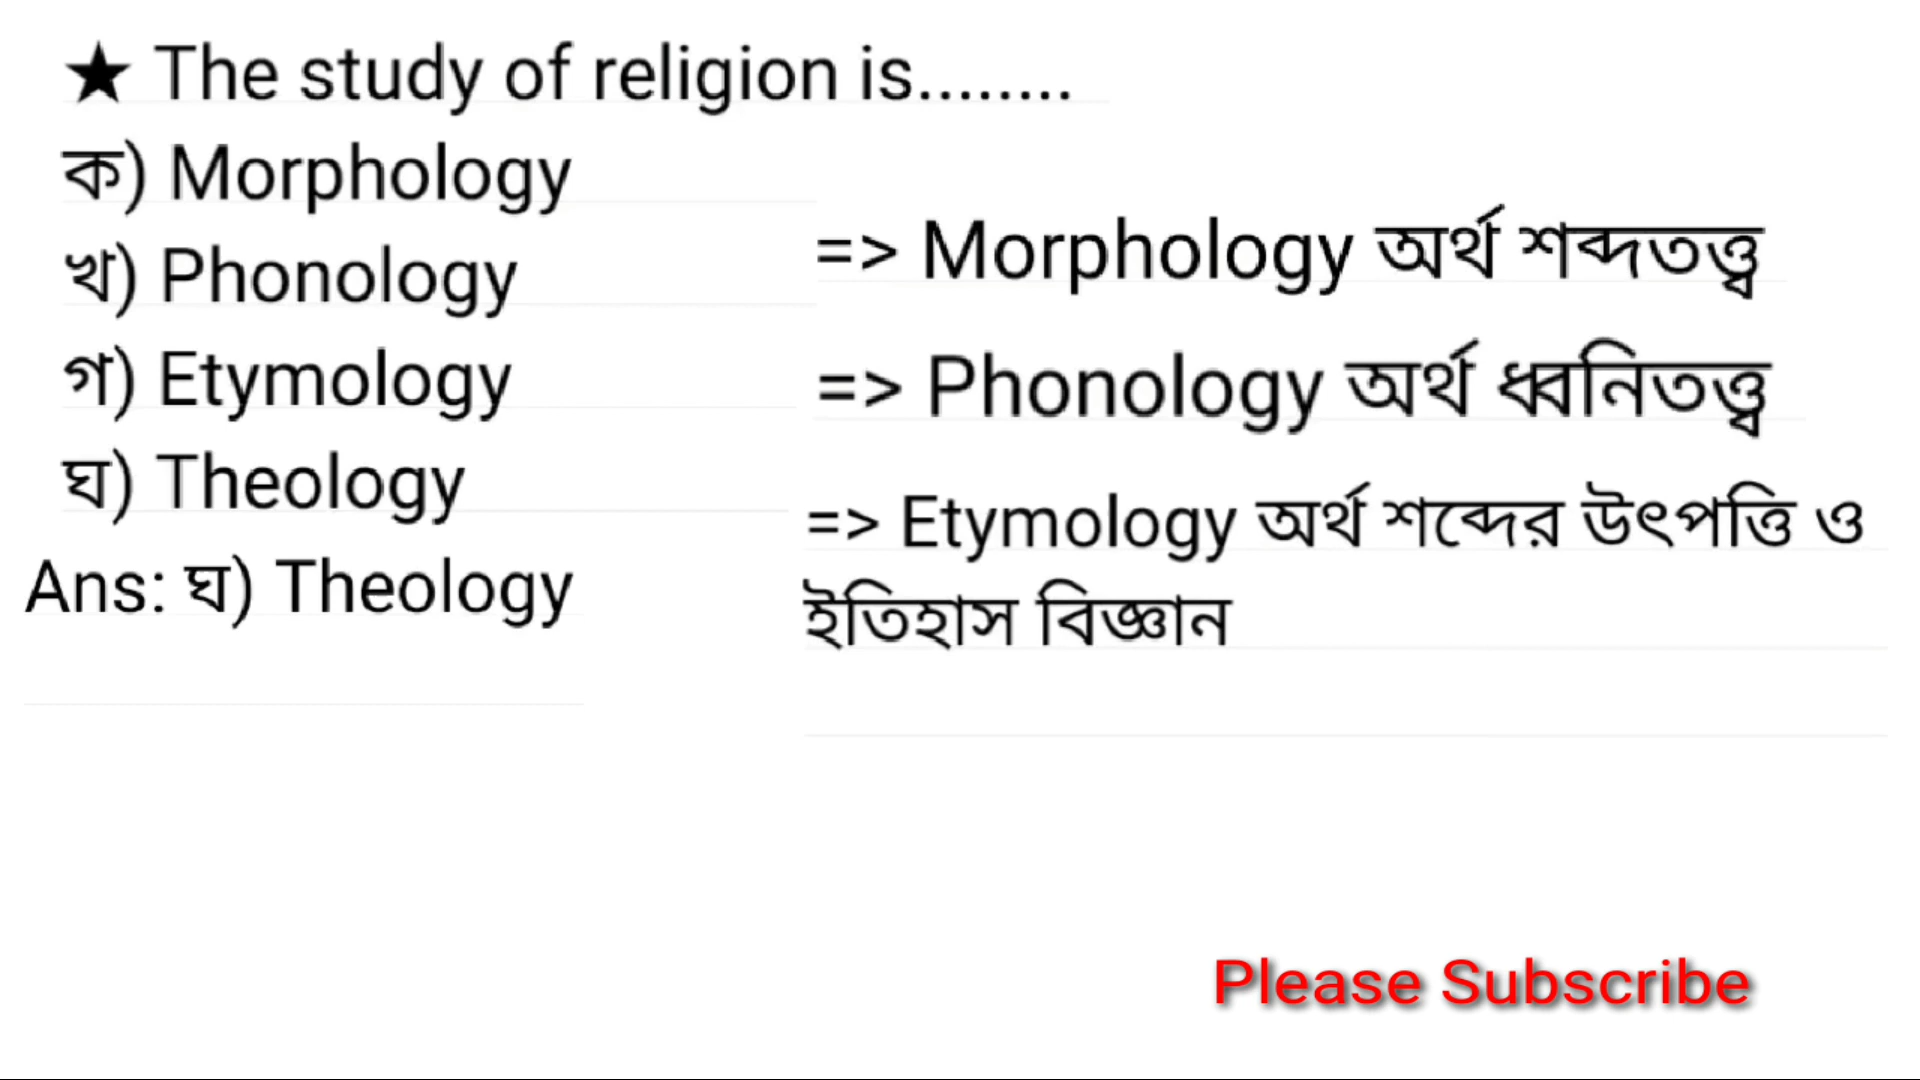 ★ The study of religion is........
ক) Morphology
খ) Phonology
গ) Etymology
ঘ) Theology
Ans: ঘ) Theology
=> Morphology অর্থ শব্দতত্ত্ব
=> Phonology অর্থ ধ্বনিতত্ত্ব
=> Etymology অর্থ শব্দের উৎপত্তি ও
ইতিহাস বিজ্ঞান
Please Subscribe